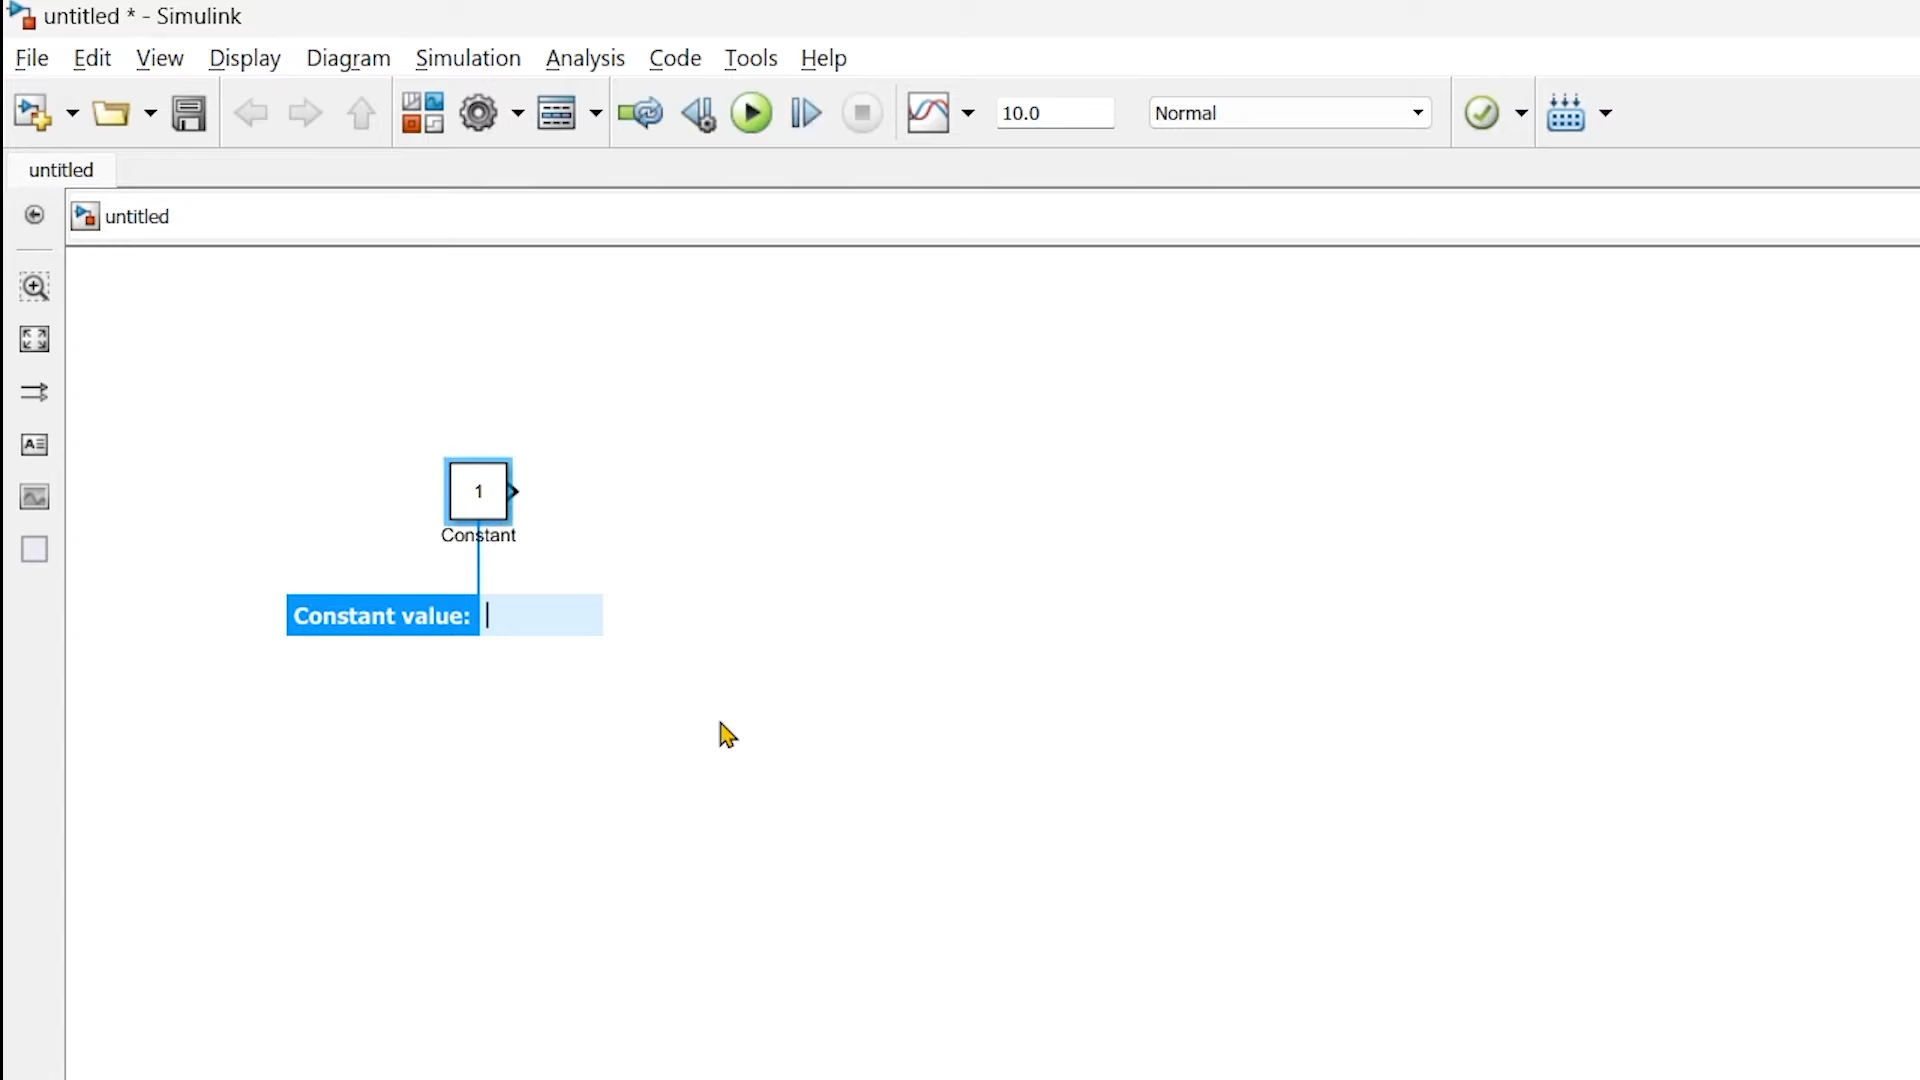 untitled * - Simulink
File Edit View Display Diagram Simulation Analysis Code Tools Help
10.0 Normal
untitled
untitled
1
Constant
Constant value: